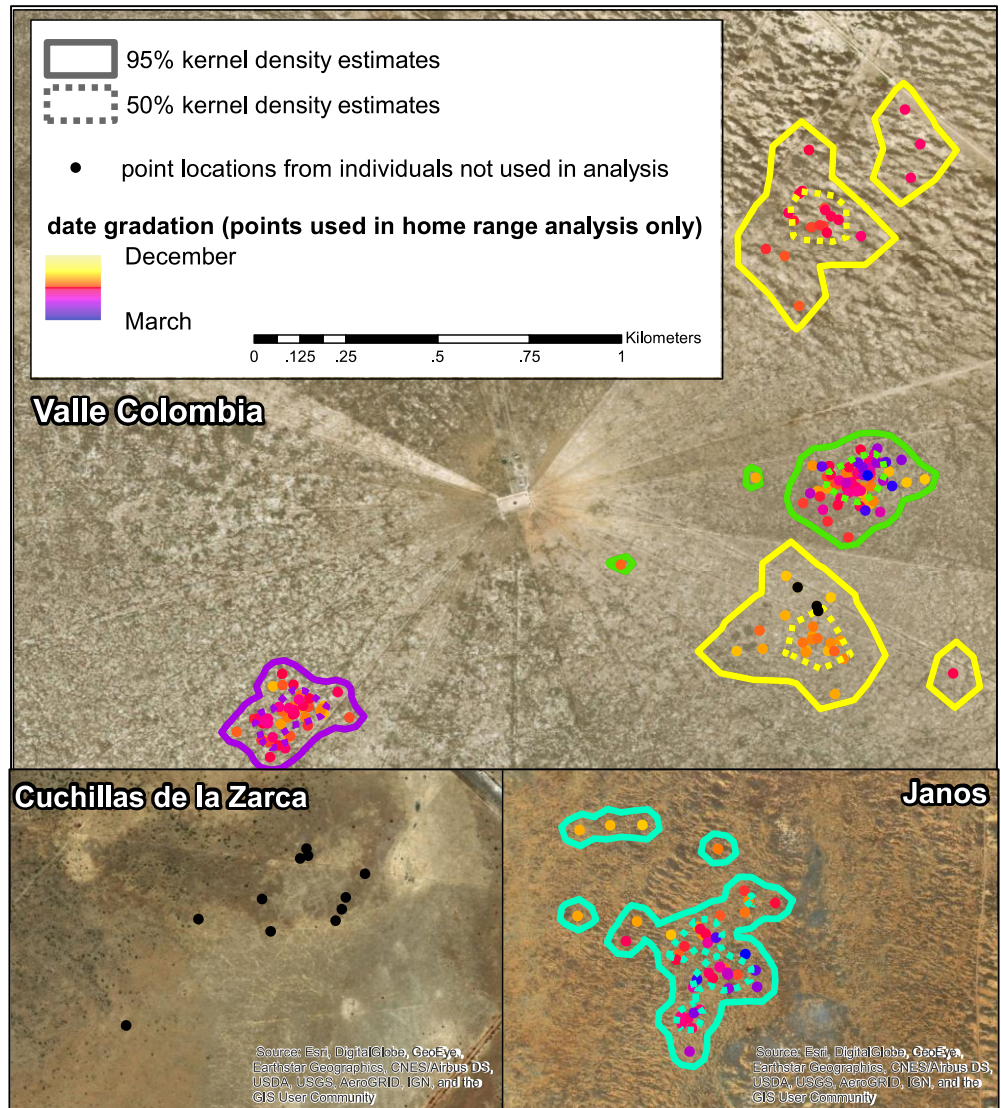 95% kernel density estimates
50% kernel density estimates
point locations from individuals not used in analysis
date gradation (points used in home range analysis only)
December
March
Kilometers
0 .125 .25 .5 .75 1
Valle Colombia
Cuchillas de la Zarca
Source: Esri, DigitalGlobe, GeoEye,
Earthstar Geographics, CNES/Airbus DS,
USDA, USGS, AeroGRID, IGN, and the
GIS User Community
Janos
Source: Esri, DigitalGlobe, GeoEye,
Earthstar Geographics, CNES/Airbus DS,
USDA, USGS, AeroGRID, IGN, and the
GIS User Community